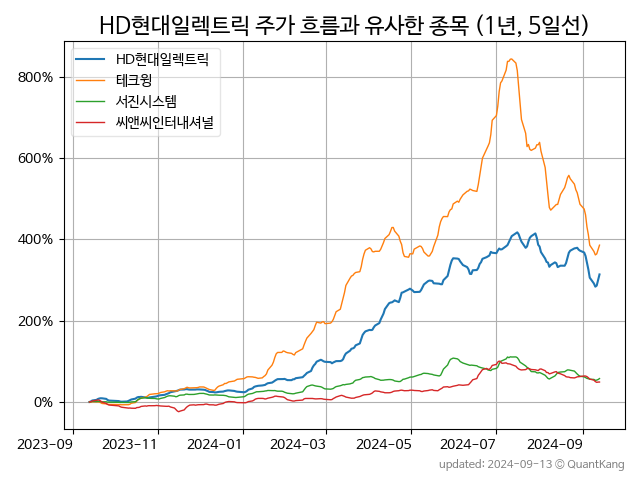 HD현대일렉트릭 주가 흐름과 유사한 종목 (1년, 5일선)
HD현대일렉트릭
테크윙
서진시스템
씨앤씨인터내셔널
800%
600%
400%
200%
0%
2023-09 2023-11 2024-01 2024-03 2024-05 2024-07 2024-09
updated: 2024-09-13 © QuantKang